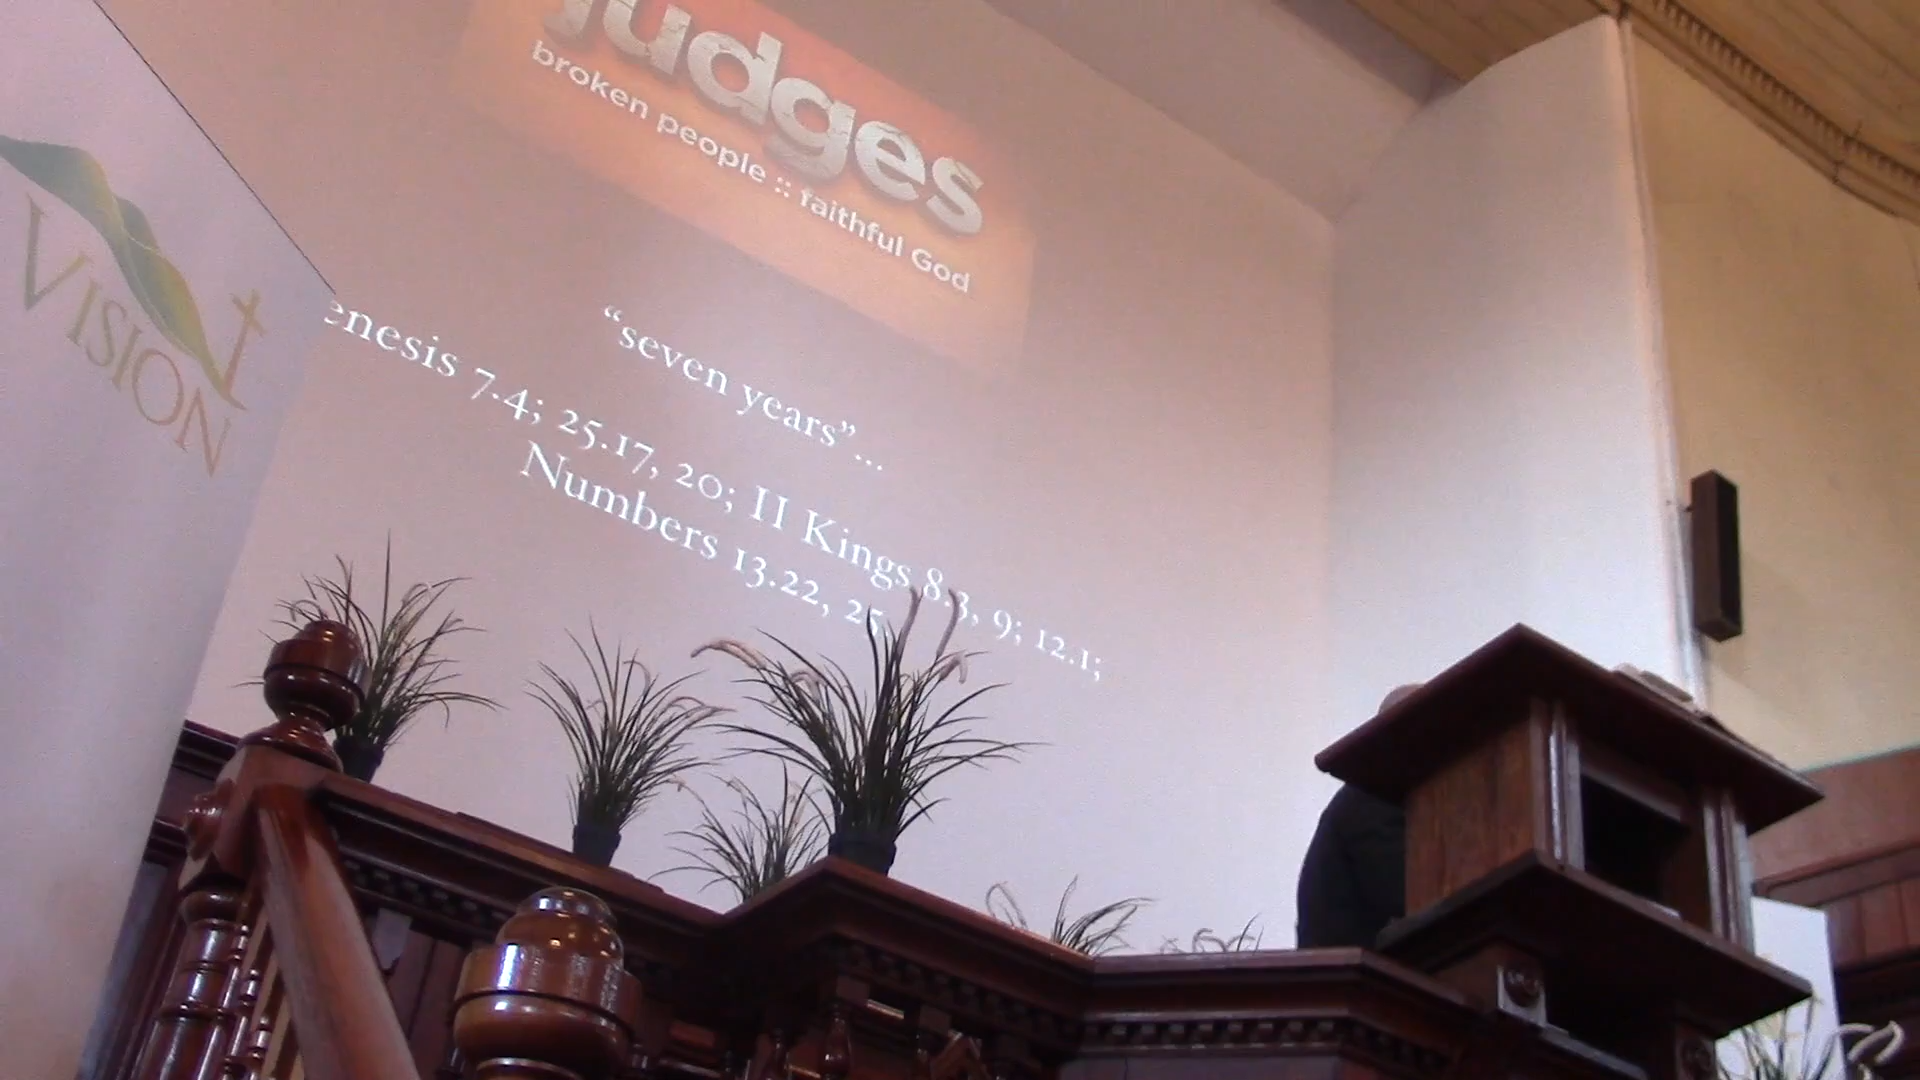 VISION
judges
broken people :: faithful God
“seven years”...
enesis 7.4; 25.17, 20; II Kings 8.3, 9; 12.1;
Numbers 13.22, 25